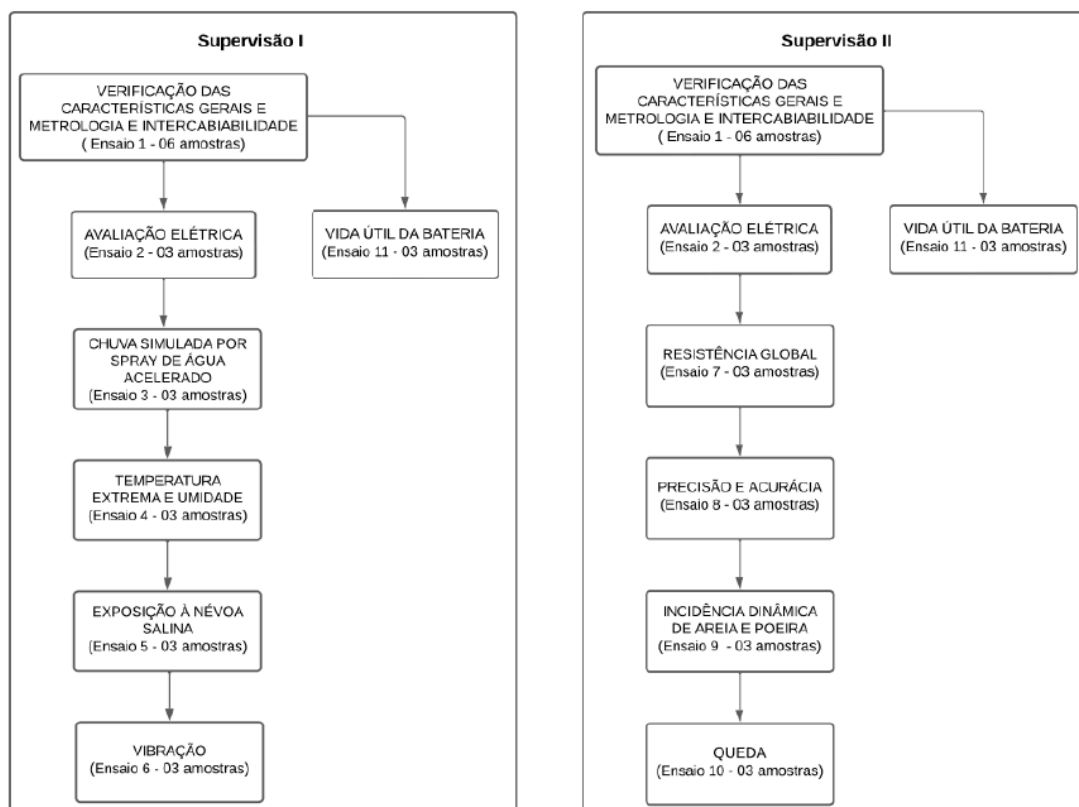 Supervisão I
VERIFICAÇÃO DAS
CARACTERÍSTICAS GERAIS E
METROLOGIA E INTERCABIABILIDADE
( Ensaio 1 - 06 amostras)
AVALIAÇÃO ELÉTRICA
(Ensaio 2 - 03 amostras)
VIDA ÚTIL DA BATERIA
(Ensaio 11 - 03 amostras)
CHUVA SIMULADA POR
SPRAY DE ÁGUA
ACELERADO
(Ensaio 3 - 03 amostras)
TEMPERATURA
EXTREMA E UMIDADE
(Ensaio 4 - 03 amostras)
EXPOSIÇÃO À NÉVOA
SALINA
(Ensaio 5 - 03 amostras)
VIBRAÇÃO
(Ensaio 6 - 03 amostras)
Supervisão II
VERIFICAÇÃO DAS
CARACTERÍSTICAS GERAIS E
METROLOGIA E INTERCABIABILIDADE
( Ensaio 1 - 06 amostras)
AVALIAÇÃO ELÉTRICA
(Ensaio 2 - 03 amostras)
VIDA ÚTIL DA BATERIA
(Ensaio 11 - 03 amostras)
RESISTÊNCIA GLOBAL
(Ensaio 7 - 03 amostras)
PRECISÃO E ACURÁCIA
(Ensaio 8 - 03 amostras)
INCIDÊNCIA DINÂMICA
DE AREIA E POEIRA
(Ensaio 9 - 03 amostras)
QUEDA
(Ensaio 10 - 03 amostras)